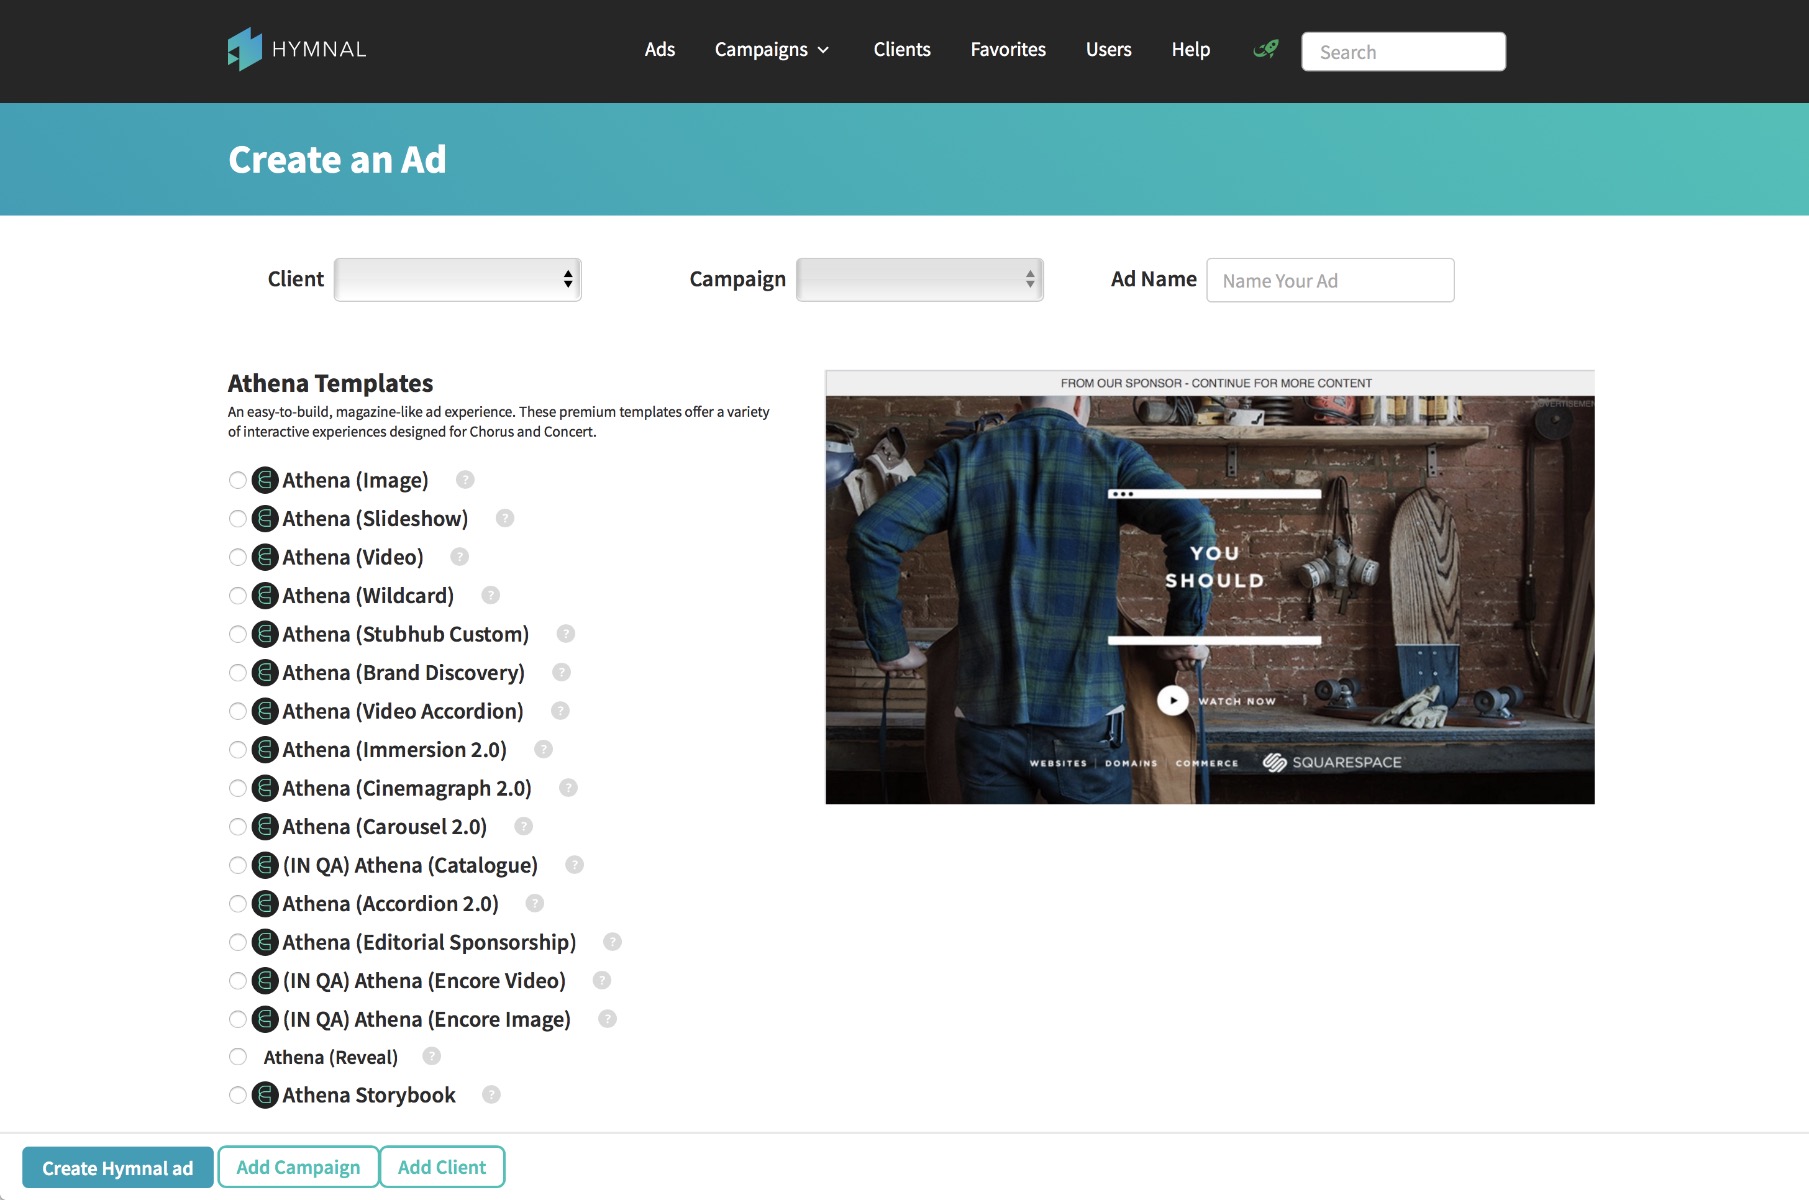 HYMNAL
Ads Campaigns Clients Favorites Users Help Search
Create an Ad
Client Campaign Ad Name Name Your Ad
Athena Templates
An easy-to-build, magazine-like ad experience. These premium templates offer a variety
of interactive experiences designed for Chorus and Concert.
Athena (Image) ?
Athena (Slideshow) ?
Athena (Video) ?
Athena (Wildcard) ?
Athena (Stubhub Custom) ?
Athena (Brand Discovery) ?
Athena (Video Accordion) ?
Athena (Immersion 2.0) ?
Athena (Cinemagraph 2.0) ?
Athena (Carousel 2.0) ?
(IN QA) Athena (Catalogue) ?
Athena (Accordion 2.0) ?
Athena (Editorial Sponsorship) ?
(IN QA) Athena (Encore Video) ?
(IN QA) Athena (Encore Image) ?
Athena (Reveal) ?
Athena Storybook ?
FROM OUR SPONSOR - CONTINUE FOR MORE CONTENT
YOU
SHOULD
WATCH NOW
WEBSITES | DOMAINS | COMMERCE SQUARESPACE
Create Hymnal ad Add Campaign Add Client